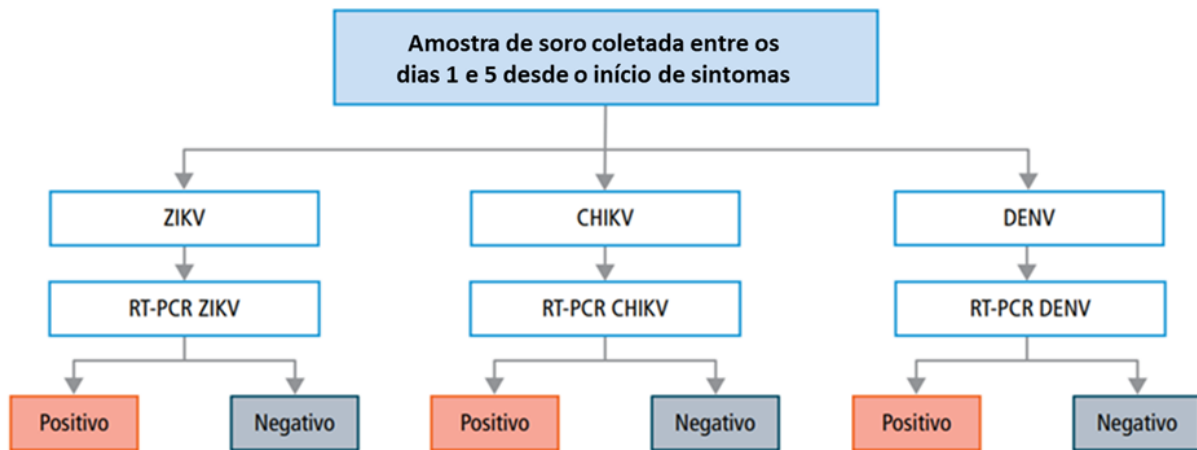 Amostra de soro coletada entre os
dias 1 e 5 desde o início de sintomas
ZIKV
CHIKV
DENV
RT-PCR ZIKV
RT-PCR CHIKV
RT-PCR DENV
Positivo
Negativo
Positivo
Negativo
Positivo
Negativo